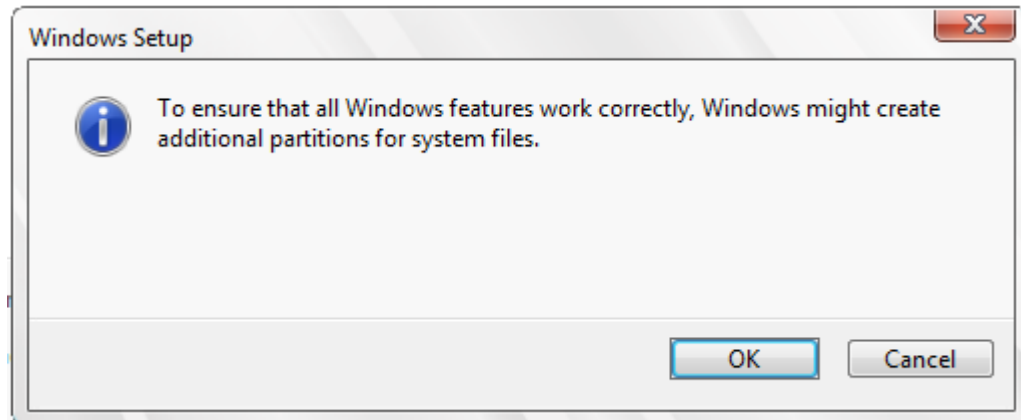 Windows Setup
To ensure that all Windows features work correctly, Windows might create
additional partitions for system files.
OK
Cancel